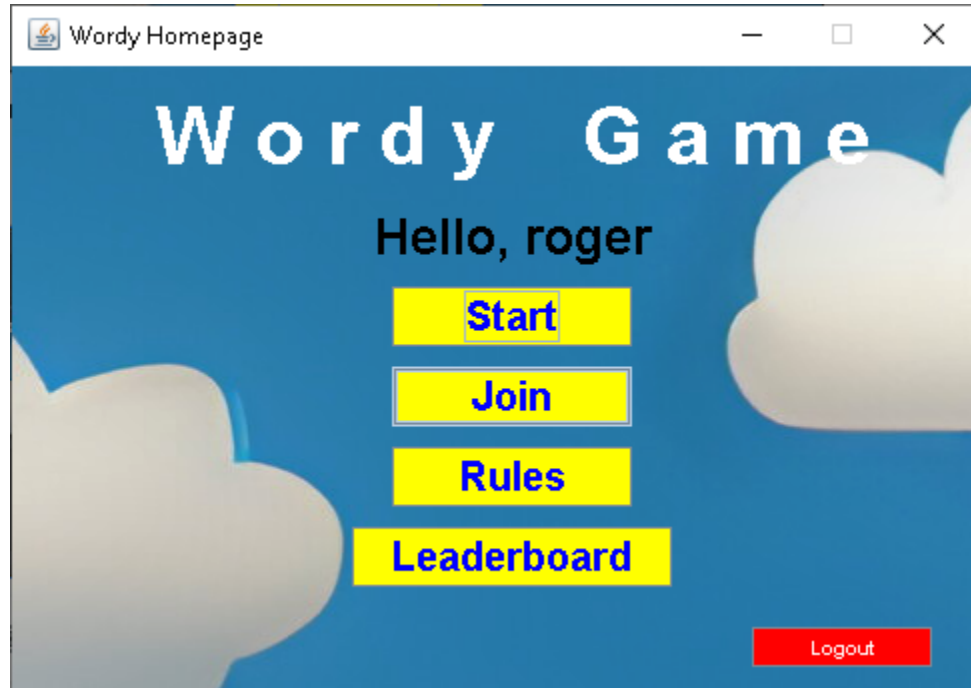 Wordy Homepage
Wordy Game
Hello, roger
Start
Join
Rules
Leaderboard
Logout